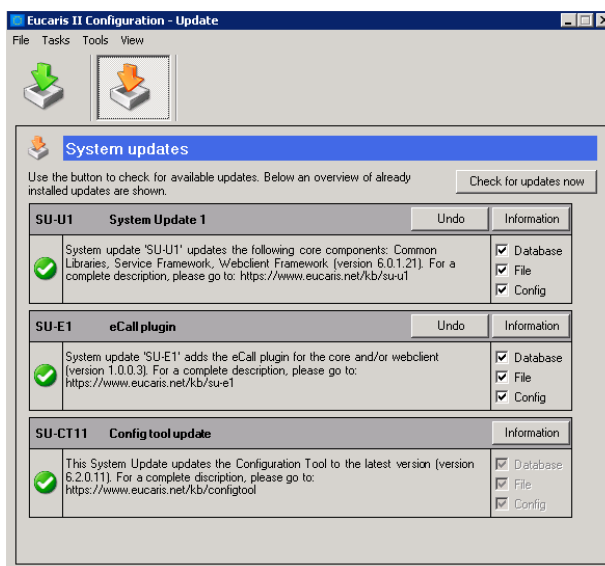 Eucaris II Configuration - Update
File Tasks Tools View
System updates
Use the button to check for available updates. Below an overview of already
installed updates are shown.
Check for updates now
SU-U1 System Update 1 Undo Information
System update 'SU-U1' updates the following core components: Common
Libraries, Service Framework, Webclient Framework (version 6.0.1.21). For a
complete description, please go to: https://www.eucaris.net/kb/su-u1
Database
File
Config
SU-E1 eCall plugin Undo Information
System update 'SU-E1' adds the eCall plugin for the core and/or webclient
(version 1.0.0.3). For a complete description, please go to:
https://www.eucaris.net/kb/su-e1
Database
File
Config
SU-CT11 Config tool update Information
This System Update updates the Configuration Tool to the latest version (version
6.2.0.11). For a complete discription, please go to:
https://www.eucaris.net/kb/configtool
Database
File
Config